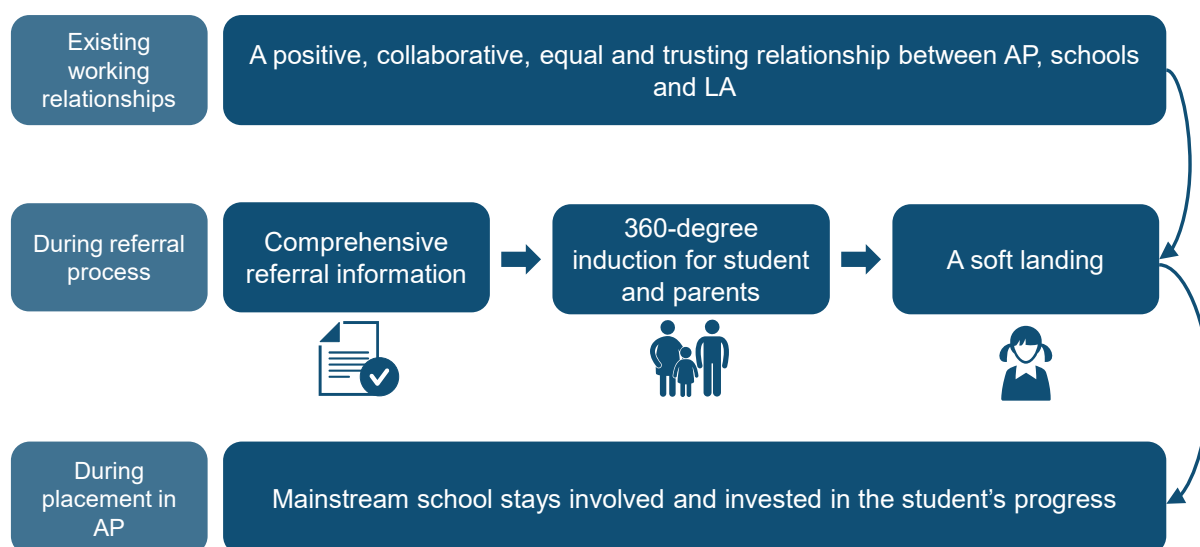 Existing
working
relationships
A positive, collaborative, equal and trusting relationship between AP, schools
and LA
During referral
process
Comprehensive
referral information
360-degree
induction for student
and parents
A soft landing
During
placement in
AP
Mainstream school stays involved and invested in the student’s progress